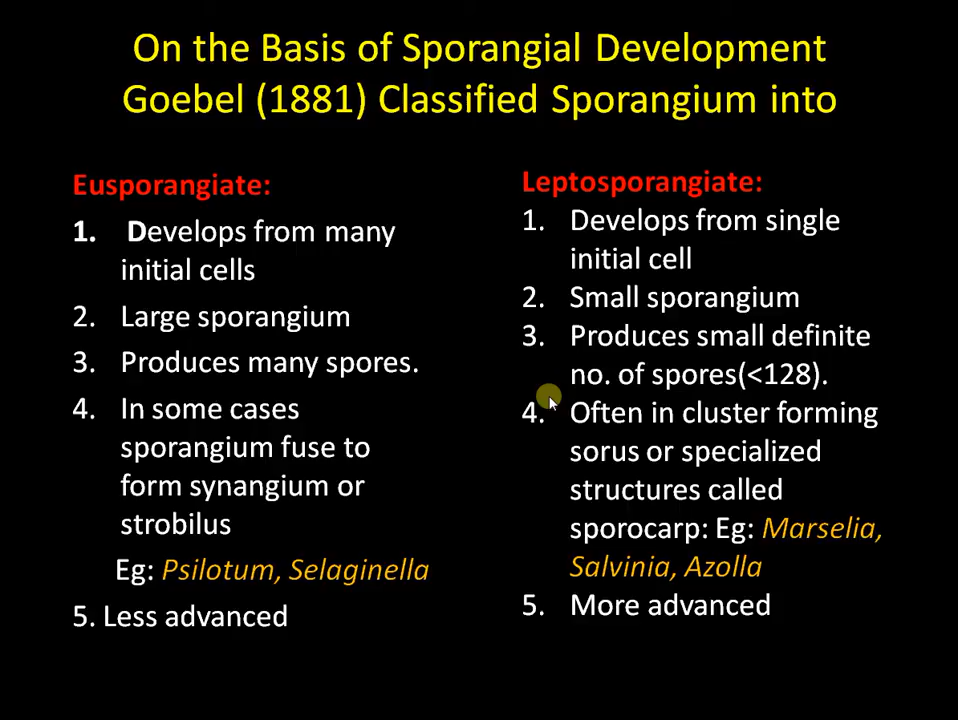 On the Basis of Sporangial Development
Goebel (1881) Classified Sporangium into
Eusporangiate:
1. Develops from many
initial cells
2. Large sporangium
3. Produces many spores.
4. In some cases
sporangium fuse to
form synangium or
strobilus
Eg: Psilotum, Selaginella
5. Less advanced
Leptosporangiate:
1. Develops from single
initial cell
2. Small sporangium
3. Produces small definite
no. of spores(<128).
4. Often in cluster forming
sorus or specialized
structures called
sporocarp: Eg: Marselia,
Salvinia, Azolla
5. More advanced